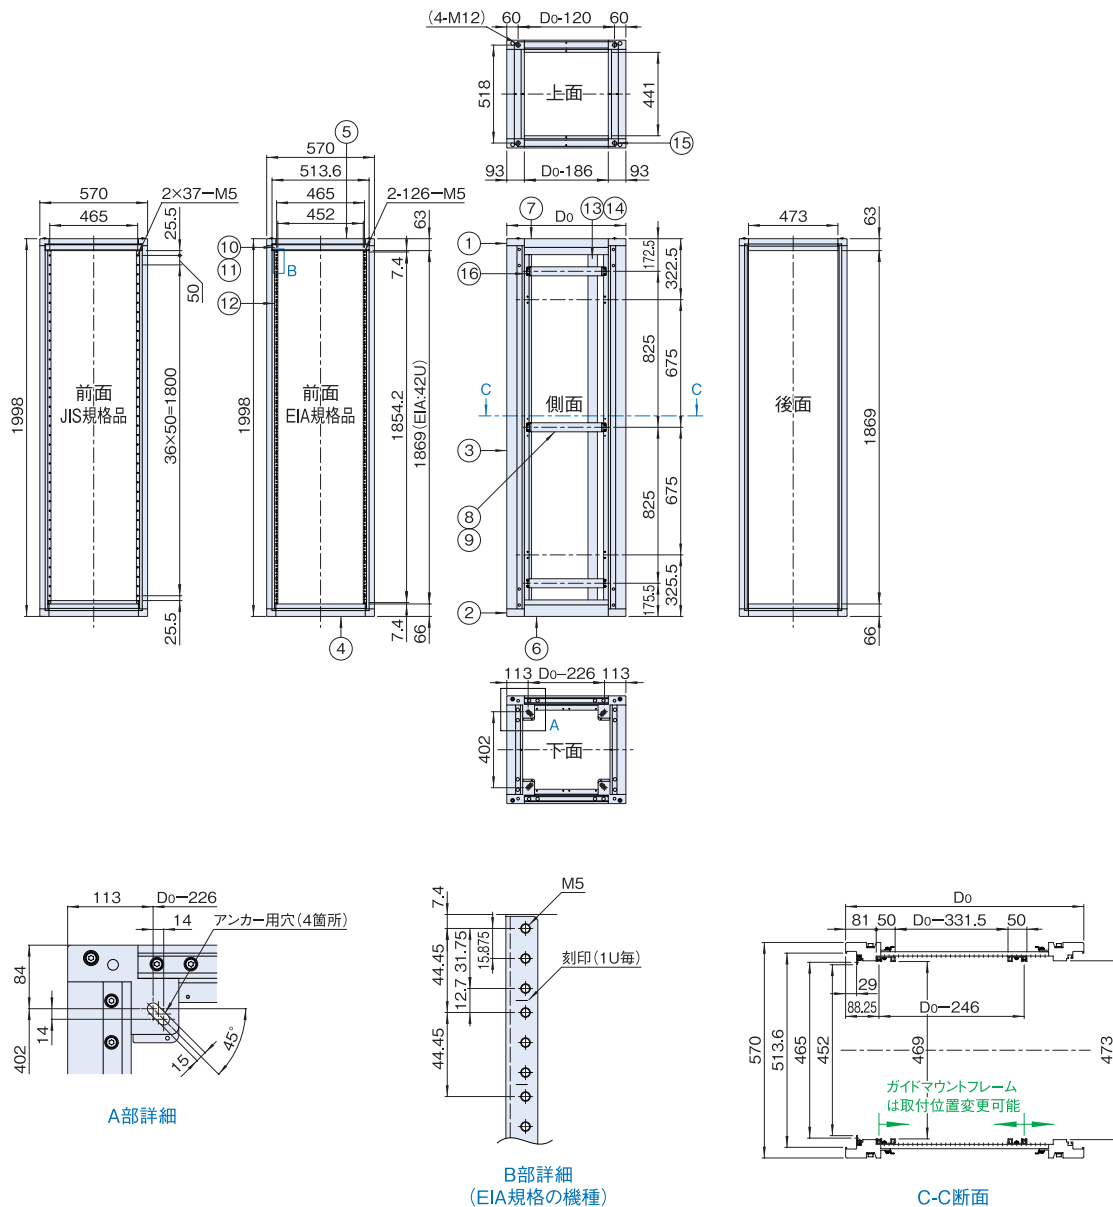 (4-M12) 60 D0-120 60
518
上面
441
⑮
93 D0-186 93
570
2×37−M5
465
25.5
50
1998
前面
JIS規格品
36×50=1800
25.5
⑤
570
513.6
465
2-126−M5
452
63
⑩
⑪
B
⑫
7.4
1998
前面
EIA規格品
1854.2
1869(EIA:42U)
7.4
66
④
⑦ D0 ⑬ ⑭
①
⑯
172.5
322.5
825
675
C C
側面
③
⑧
⑨
825
675
②
175.5
325.5
⑥
473
63
後面
1869
66
113 D0−226 113
A
402
下面
113 D0−226
14 アンカー用穴(4箇所)
84
14
402
15
45°
A部詳細
7.4
M5
44.45
31.75
15.875
刻印(1U毎)
12.7
44.45
B部詳細
(EIA規格の機種)
D0
81 50 D0−331.5 50
29
88.25 D0−246
570
513.6
465
452
469
473
ガイドマウントフレーム
は取付位置変更可能
C-C断面